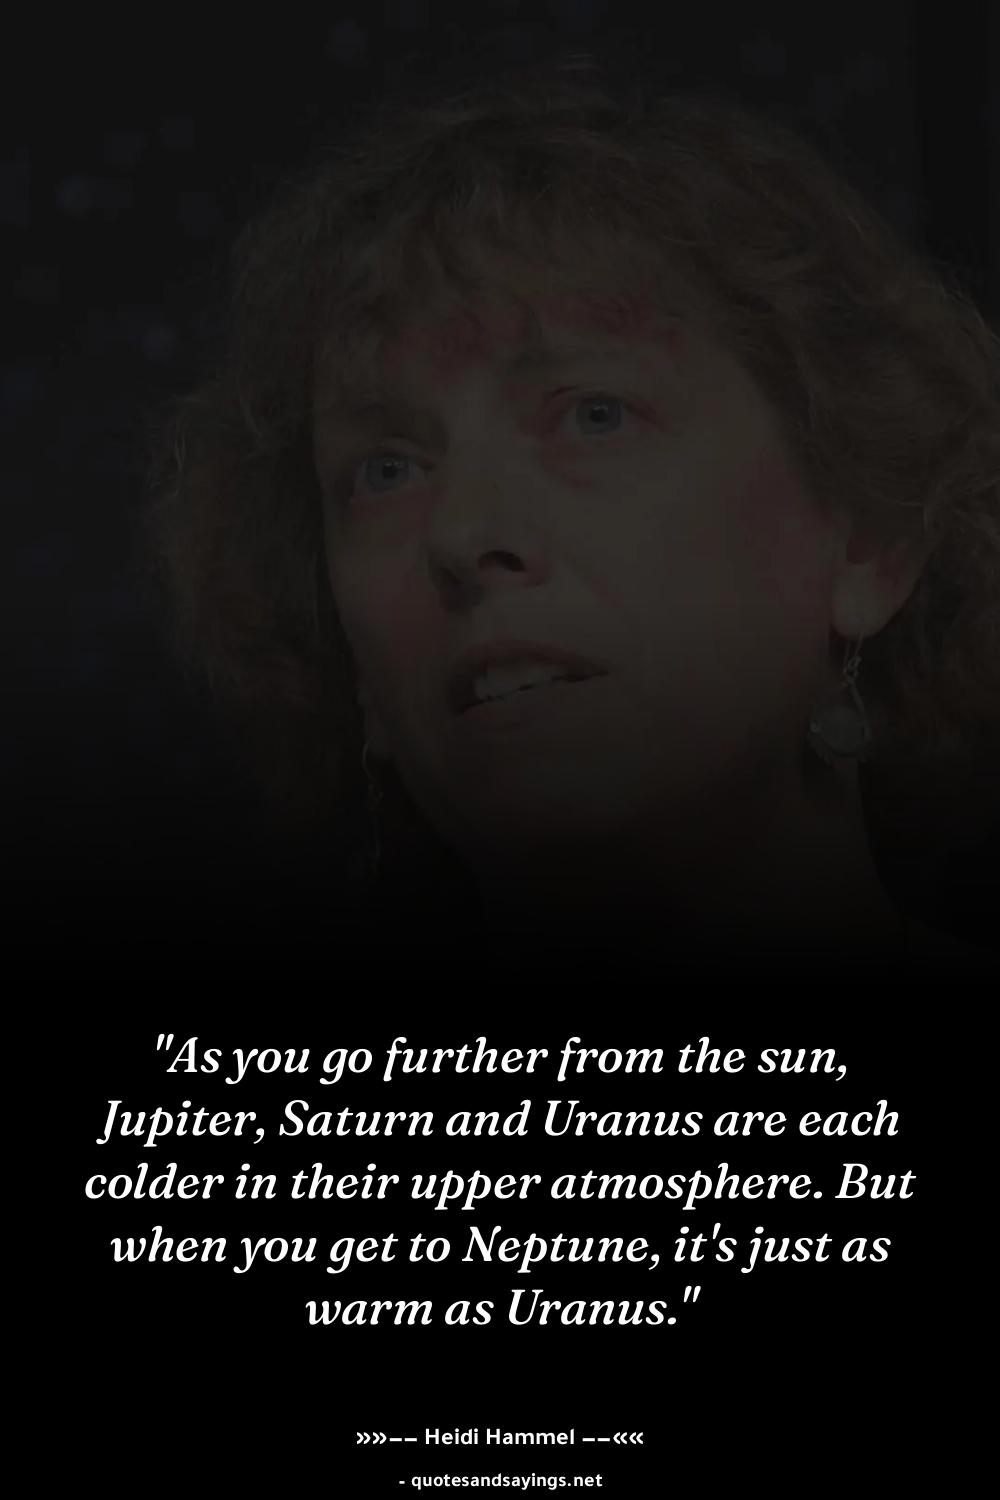 "As you go further from the sun,
Jupiter, Saturn and Uranus are each
colder in their upper atmosphere. But
when you get to Neptune, it's just as
warm as Uranus."
»»−− Heidi Hammel −−««
- quotesandsayings.net